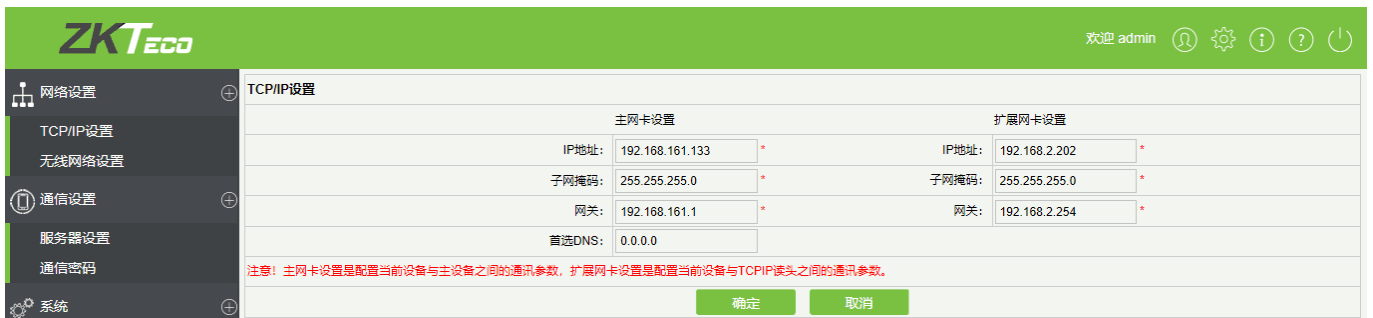 ZKTECO
欢迎 admin
网络设置
TCP/IP设置
无线网络设置
通信设置
服务器设置
通信密码
系统
TCP/IP设置
主网卡设置 扩展网卡设置
IP地址: 192.168.161.133 * IP地址: 192.168.2.202 *
子网掩码: 255.255.255.0 * 子网掩码: 255.255.255.0 *
网关: 192.168.161.1 * 网关: 192.168.2.254 *
首选DNS: 0.0.0.0
注意！主网卡设置是配置当前设备与主设备之间的通讯参数，扩展网卡设置是配置当前设备与TCPIP读头之间的通讯参数。
确定 取消